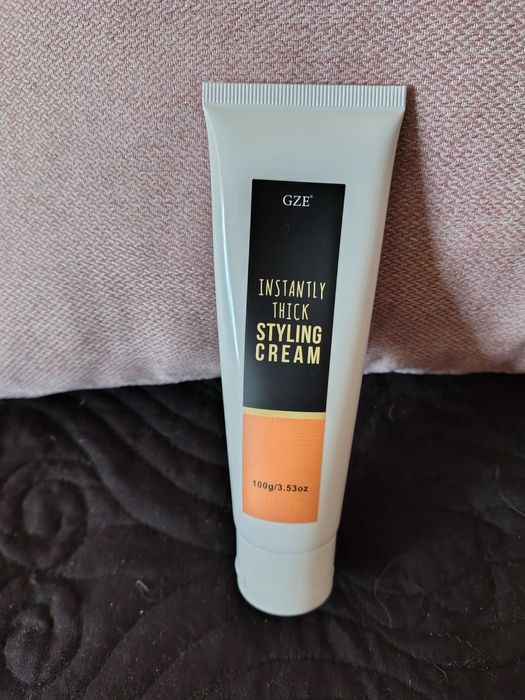 GZE®
INSTANTLY
THICK
STYLING
CREAM
100g/3.53oz